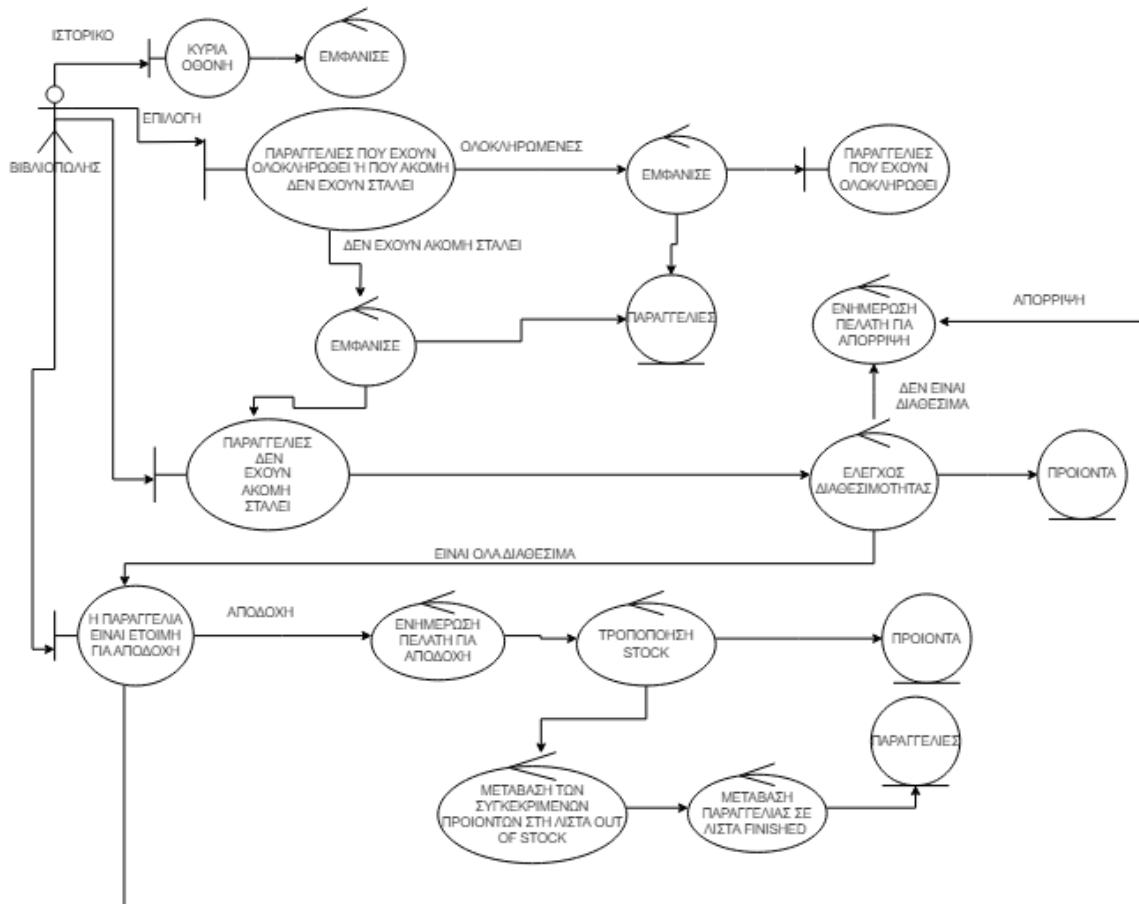 ΙΣΤΟΡΙΚΟ
ΚΥΡΙΑ
ΟΘΟΝΗ
ΕΜΦΑΝΙΣΕ
ΕΠΙΛΟΓΗ
ΒΙΒΛΙΟΠΩΛΗΣ
ΠΑΡΑΓΓΕΛΙΕΣ ΠΟΥ ΕΧΟΥΝ
ΟΛΟΚΛΗΡΩΘΕΙ Ή ΠΟΥ ΑΚΟΜΗ
ΔΕΝ ΕΧΟΥΝ ΣΤΑΛΕΙ
ΟΛΟΚΛΗΡΩΜΕΝΕΣ
ΕΜΦΑΝΙΣΕ
ΠΑΡΑΓΓΕΛΙΕΣ
ΠΟΥ ΕΧΟΥΝ
ΟΛΟΚΛΗΡΩΘΕΙ
ΔΕΝ ΕΧΟΥΝ ΑΚΟΜΗ ΣΤΑΛΕΙ
ΕΜΦΑΝΙΣΕ
ΠΑΡΑΓΓΕΛΙΕΣ
ΕΝΗΜΕΡΩΣΗ
ΠΕΛΑΤΗ ΓΙΑ
ΑΠΟΡΡΙΨΗ
ΑΠΟΡΡΙΨΗ
ΔΕΝ ΕΙΝΑΙ
ΔΙΑΘΕΣΙΜΑ
ΠΑΡΑΓΓΕΛΙΕΣ
ΔΕΝ
ΕΧΟΥΝ
ΑΚΟΜΗ
ΣΤΑΛΕΙ
ΕΛΕΓΧΟΣ
ΔΙΑΘΕΣΙΜΟΤΗΤΑΣ
ΠΡΟΙΟΝΤΑ
ΕΙΝΑΙ ΟΛΑ ΔΙΑΘΕΣΙΜΑ
Η ΠΑΡΑΓΓΕΛΙΑ
ΕΙΝΑΙ ΕΤΟΙΜΗ
ΓΙΑ ΑΠΟΔΟΧΗ
ΑΠΟΔΟΧΗ
ΕΝΗΜΕΡΩΣΗ
ΠΕΛΑΤΗ ΓΙΑ
ΑΠΟΔΟΧΗ
ΤΡΟΠΟΠΟΙΗΣΗ
STOCK
ΠΡΟΙΟΝΤΑ
ΠΑΡΑΓΓΕΛΙΕΣ
ΜΕΤΑΒΑΣΗ ΤΩΝ
ΣΥΓΚΕΚΡΙΜΕΝΩΝ
ΠΡΟΙΟΝΤΩΝ ΣΤΗ ΛΙΣΤΑ OUT
OF STOCK
ΜΕΤΑΒΑΣΗ
ΠΑΡΑΓΓΕΛΙΑΣ ΣΕ
ΛΙΣΤΑ FINISHED